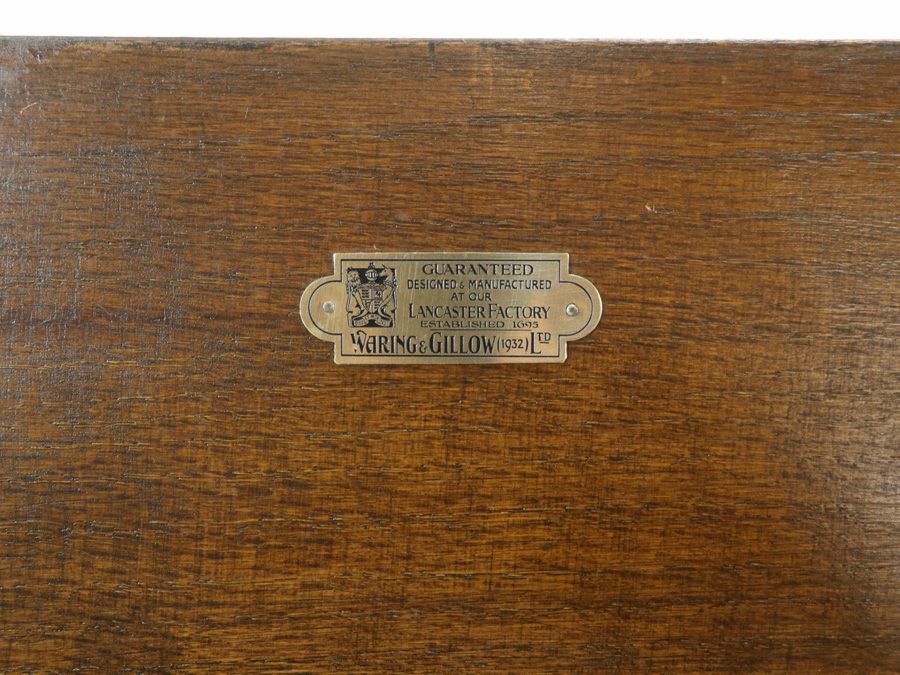 GUARANTEED
DESIGNED & MANUFACTURED
AT OUR
LANCASTER FACTORY
ESTABLISHED 1695
WARING & GILLOW (1932) LTD